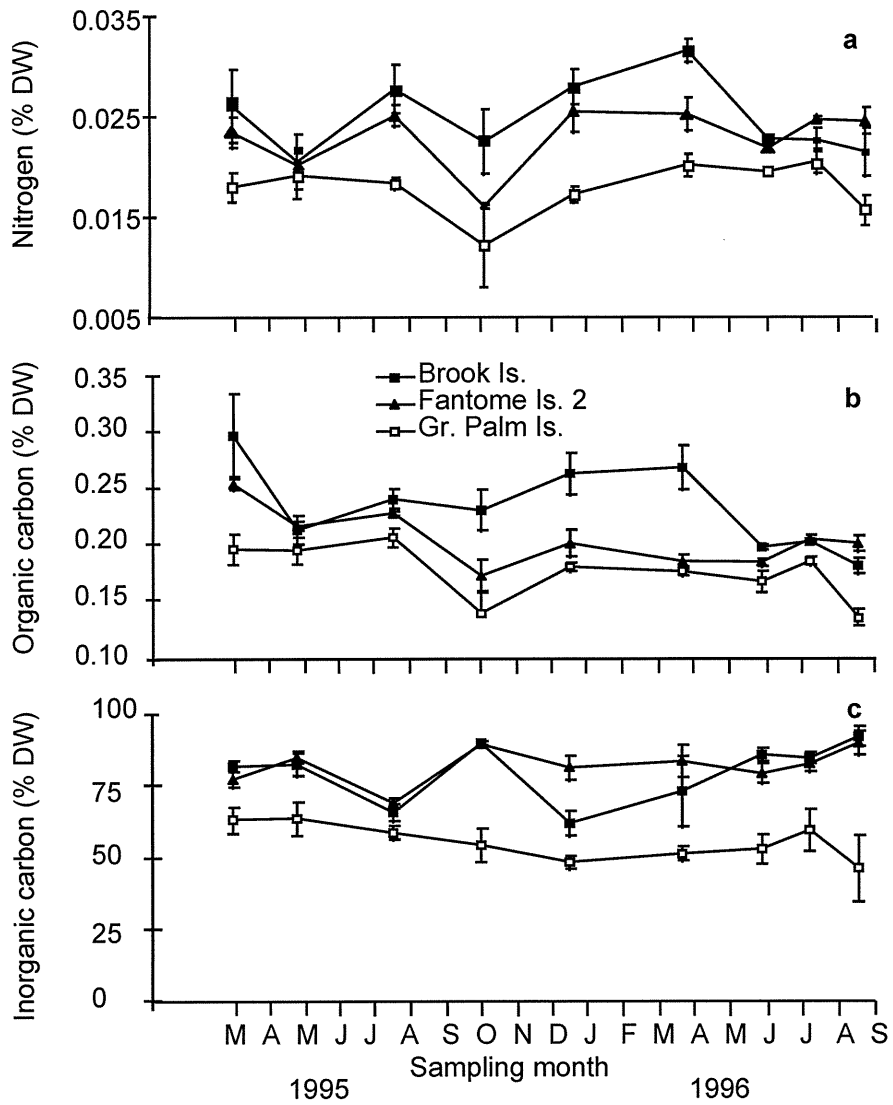 a
Nitrogen (% DW)
0.035
0.025
0.015
0.005
b
Organic carbon (% DW)
0.35
0.30
0.25
0.20
0.15
0.10
Brook Is.
Fantome Is. 2
Gr. Palm Is.
c
Inorganic carbon (% DW)
100
75
50
25
0
M A M J J A S O N D J F M A M J J A S
Sampling month
1995 1996